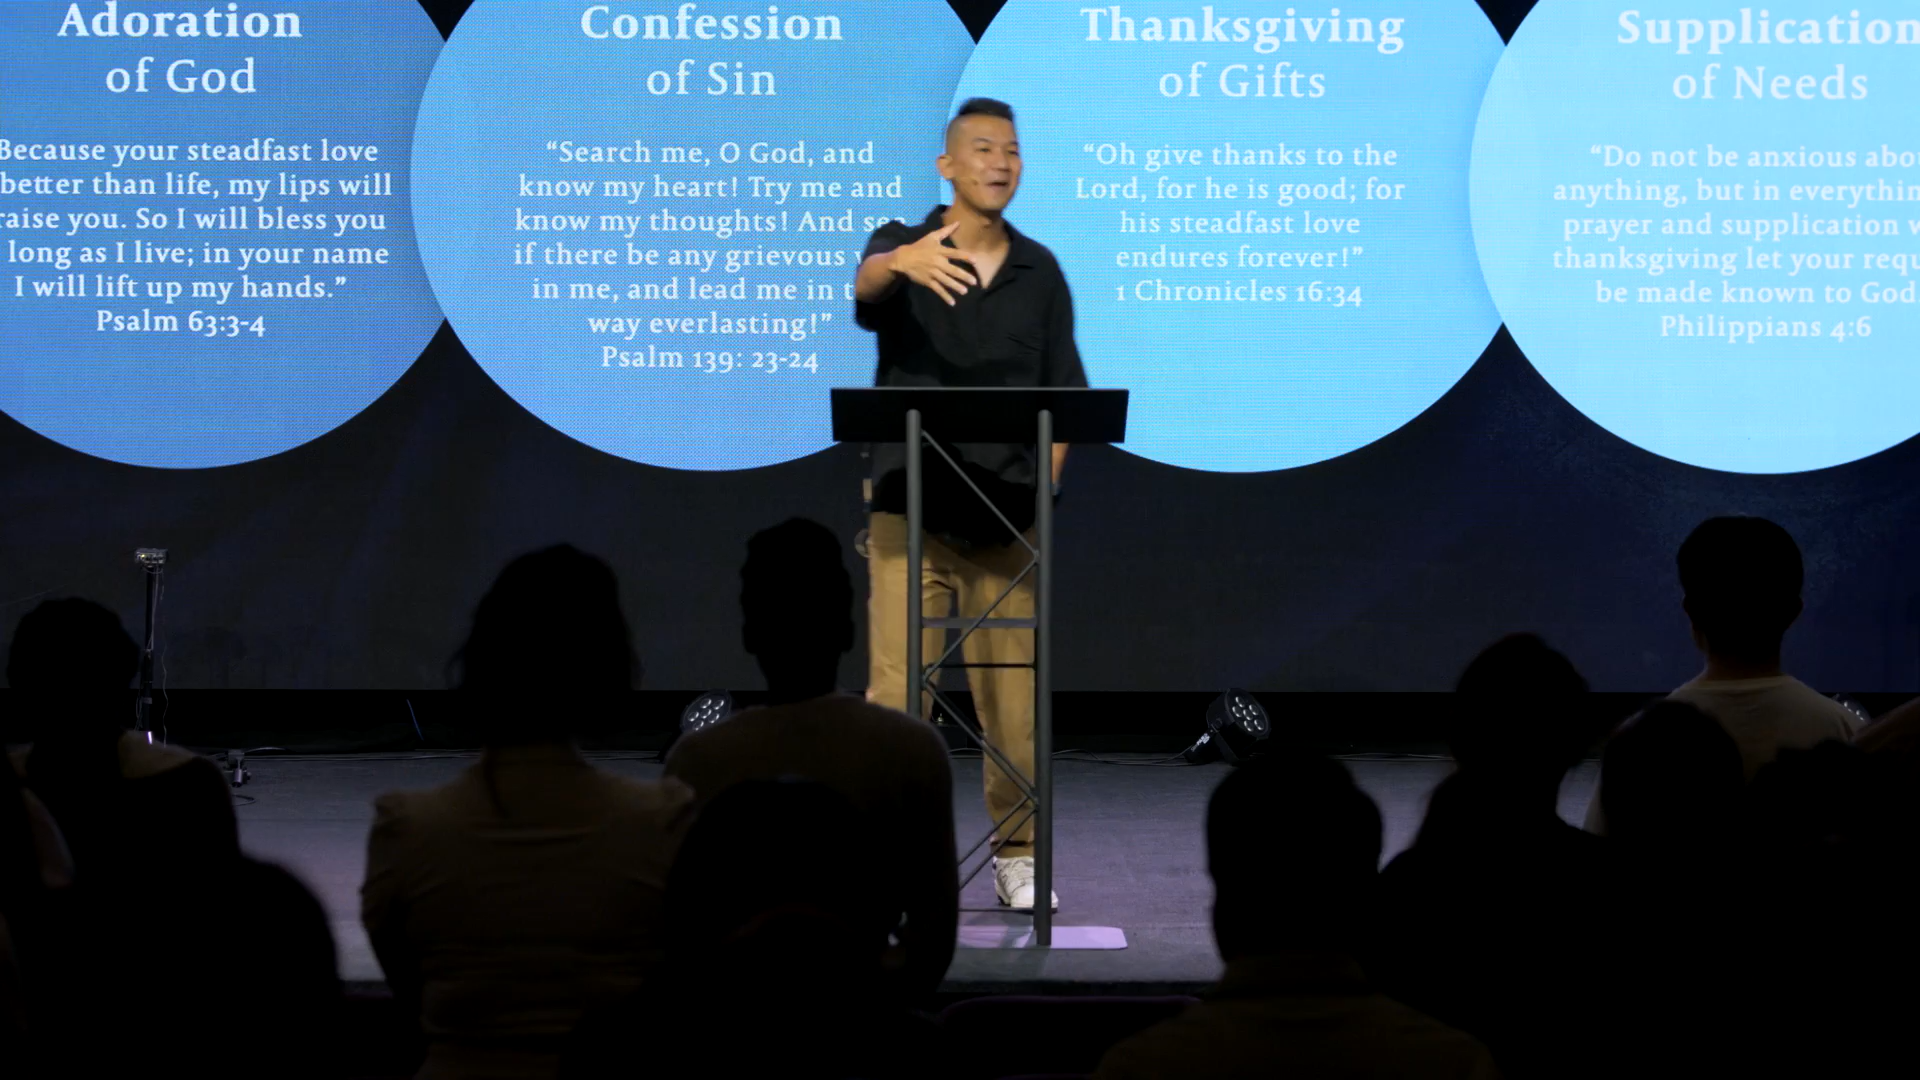 Adoration
of God
Because your steadfast love
better than life, my lips will
raise you. So I will bless you
long as I live; in your name
I will lift up my hands.”
Psalm 63:3-4
Confession
of Sin
“Search me, O God, and
know my heart! Try me and
know my thoughts! And see
if there be any grievous
in me, and lead me in
way everlasting!”
Psalm 139: 23-24
Thanksgiving
of Gifts
“Oh give thanks to the
Lord, for he is good; for
his steadfast love
endures forever!”
1 Chronicles 16:34
Supplication
of Needs
“Do not be anxious abou
anything, but in everythin
prayer and supplication w
thanksgiving let your requ
be made known to God
Philippians 4:6